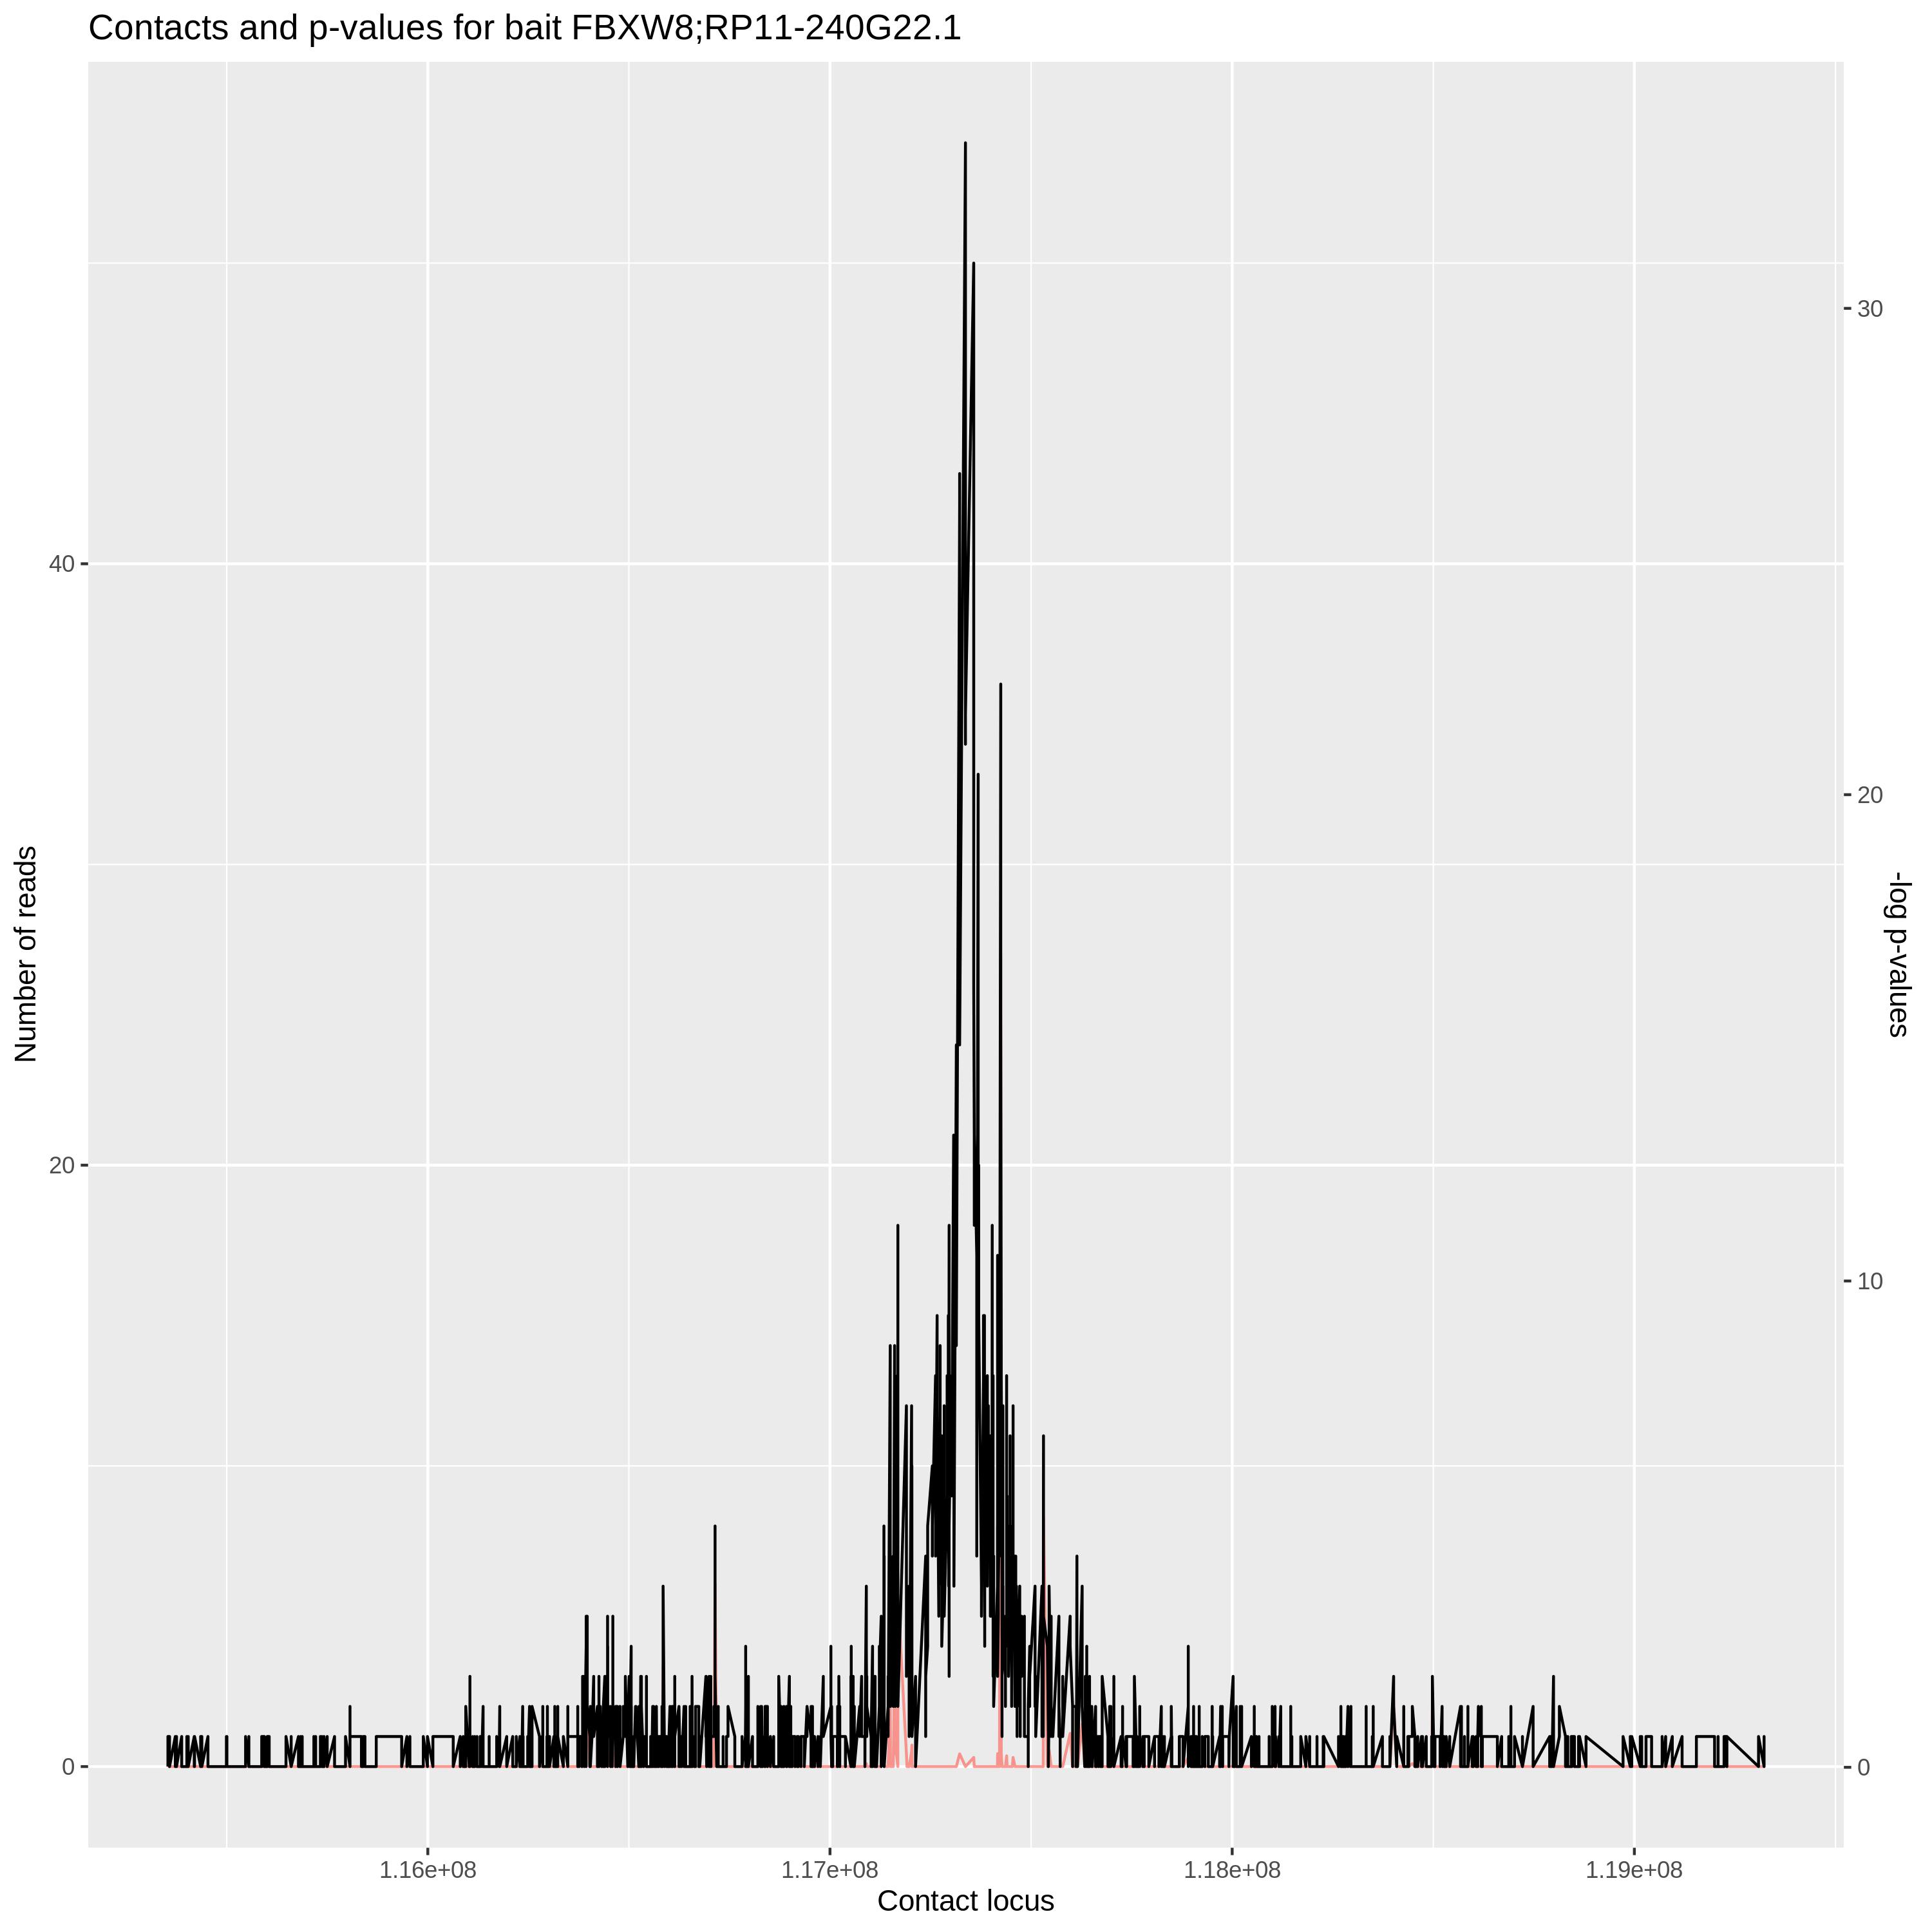 Contacts and p-values for bait FBXW8;RP11-240G22.1
40
20
0
Number of reads
30
20
10
0
-log p-values
1.16e+08
1.17e+08
1.18e+08
1.19e+08
Contact locus